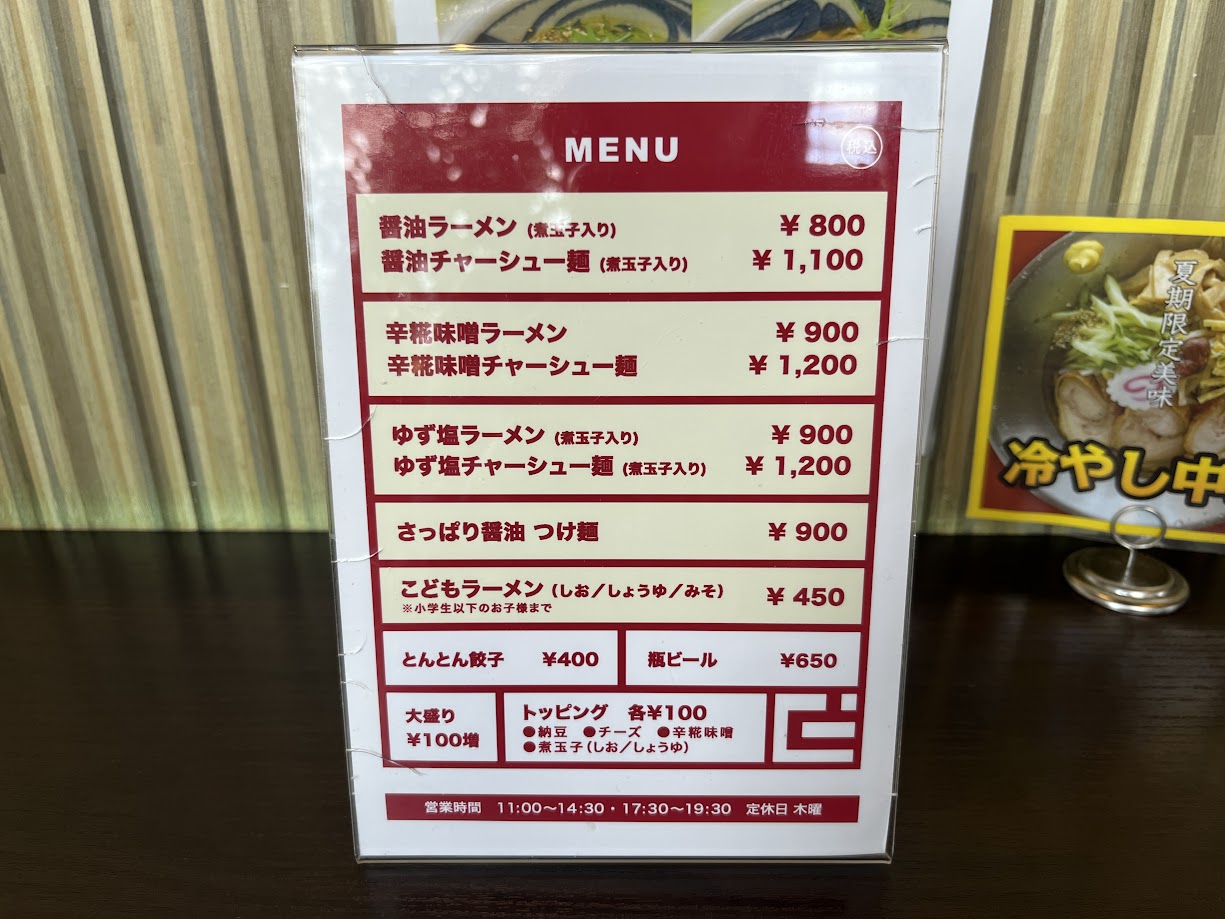 MENU
税込
醤油ラーメン (煮玉子入り) ¥ 800
醤油チャーシュー麺 (煮玉子入り) ¥ 1,100
辛糀味噌ラーメン ¥ 900
辛糀味噌チャーシュー麺 ¥ 1,200
ゆず塩ラーメン (煮玉子入り) ¥ 900
ゆず塩チャーシュー麺 (煮玉子入り) ¥ 1,200
さっぱり醤油 つけ麺 ¥ 900
こどもラーメン (しお/しょうゆ/みそ) ¥ 450
※小学生以下のお子様まで
とんとん餃子 ¥400
瓶ビール ¥650
大盛り
¥100増
トッピング 各¥100
●納豆 ●チーズ ●辛糀味噌
●煮玉子(しお/しょうゆ)
営業時間 11:00〜14:30・17:30〜19:30 定休日 木曜
夏期限定美味
冷やし中